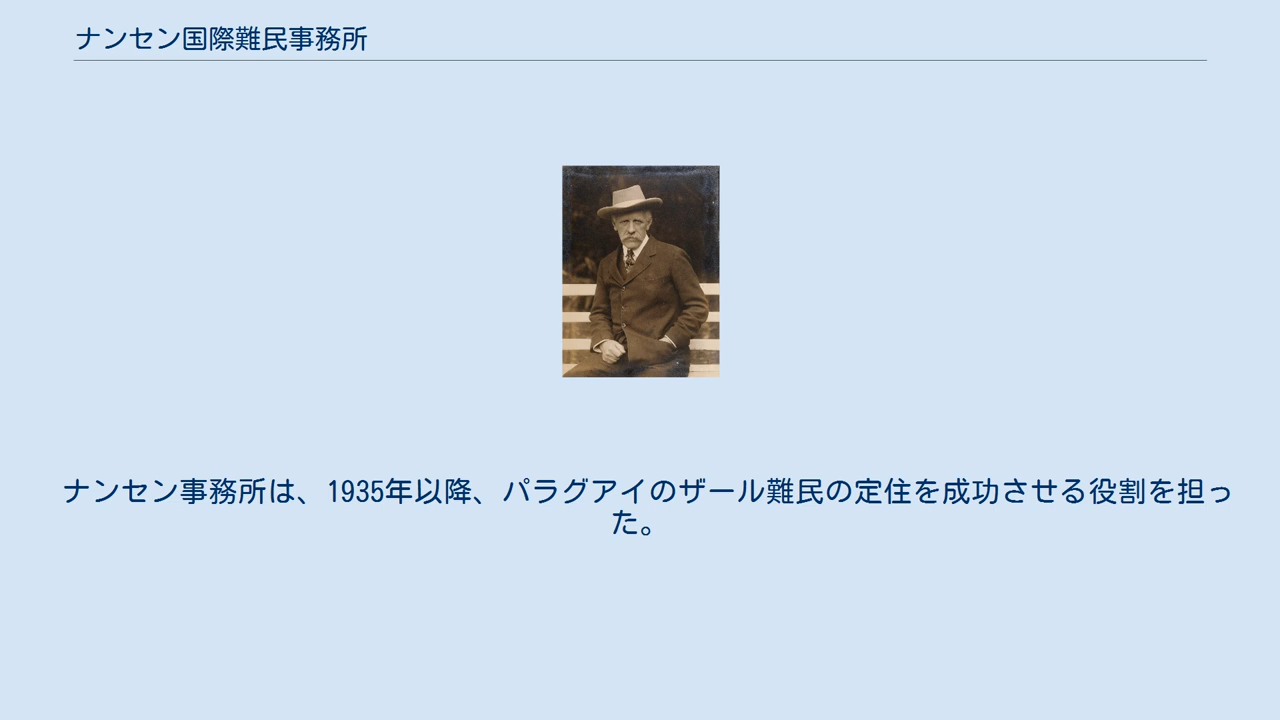 ナンセン国際難民事務所
ナンセン事務所は、1935年以降、パラグアイのザール難民の定住を成功させる役割を担っ
た。